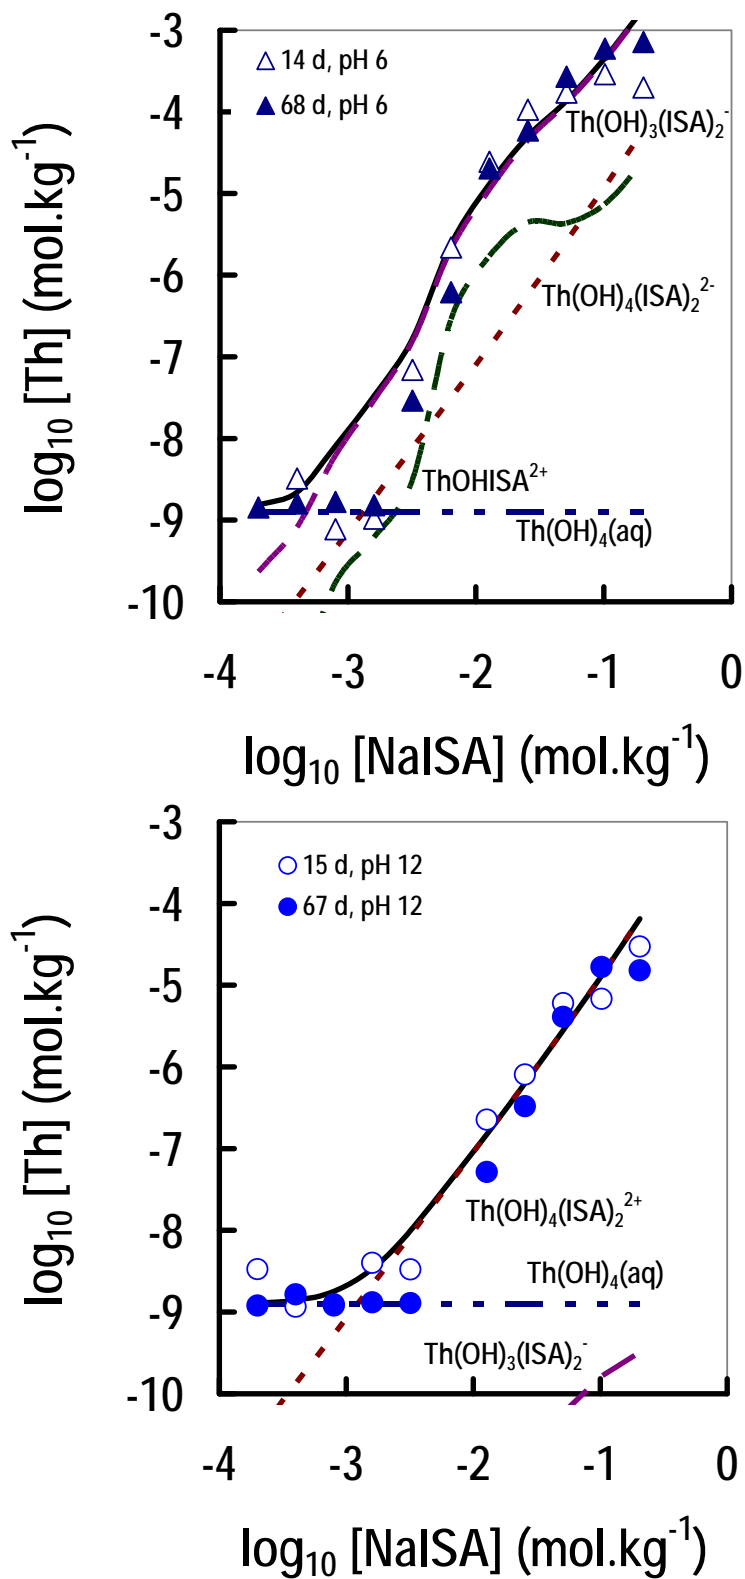 -3
14 d, pH 6
68 d, pH 6
-4
Th(OH)₃(ISA)₂⁻
-5
-6
Th(OH)₄(ISA)₂²⁻
-7
-8
ThOHISA²⁺
-9
Th(OH)₄(aq)
-10
log₁₀ [Th] (mol.kg⁻¹)
-4 -3 -2 -1 0
log₁₀ [NaISA] (mol.kg⁻¹)
-3
15 d, pH 12
67 d, pH 12
-4
-5
-6
-7
Th(OH)₄(ISA)₂²⁺
-8
Th(OH)₄(aq)
-9
Th(OH)₃(ISA)₂⁻
-10
log₁₀ [Th] (mol.kg⁻¹)
-4 -3 -2 -1 0
log₁₀ [NaISA] (mol.kg⁻¹)